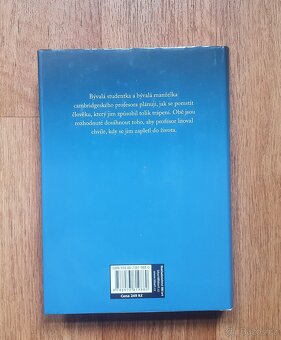 Bývalá studentka a bývalá manželka
cambridgeského profesora plánují, jak se pomstít
člověku, který jim způsobil tolik trápení. Obě jsou
rozhodnuté dosáhnout toho, aby profesor litoval
chvíle, kdy se jim zapletl do života.
Cena 249 Kč